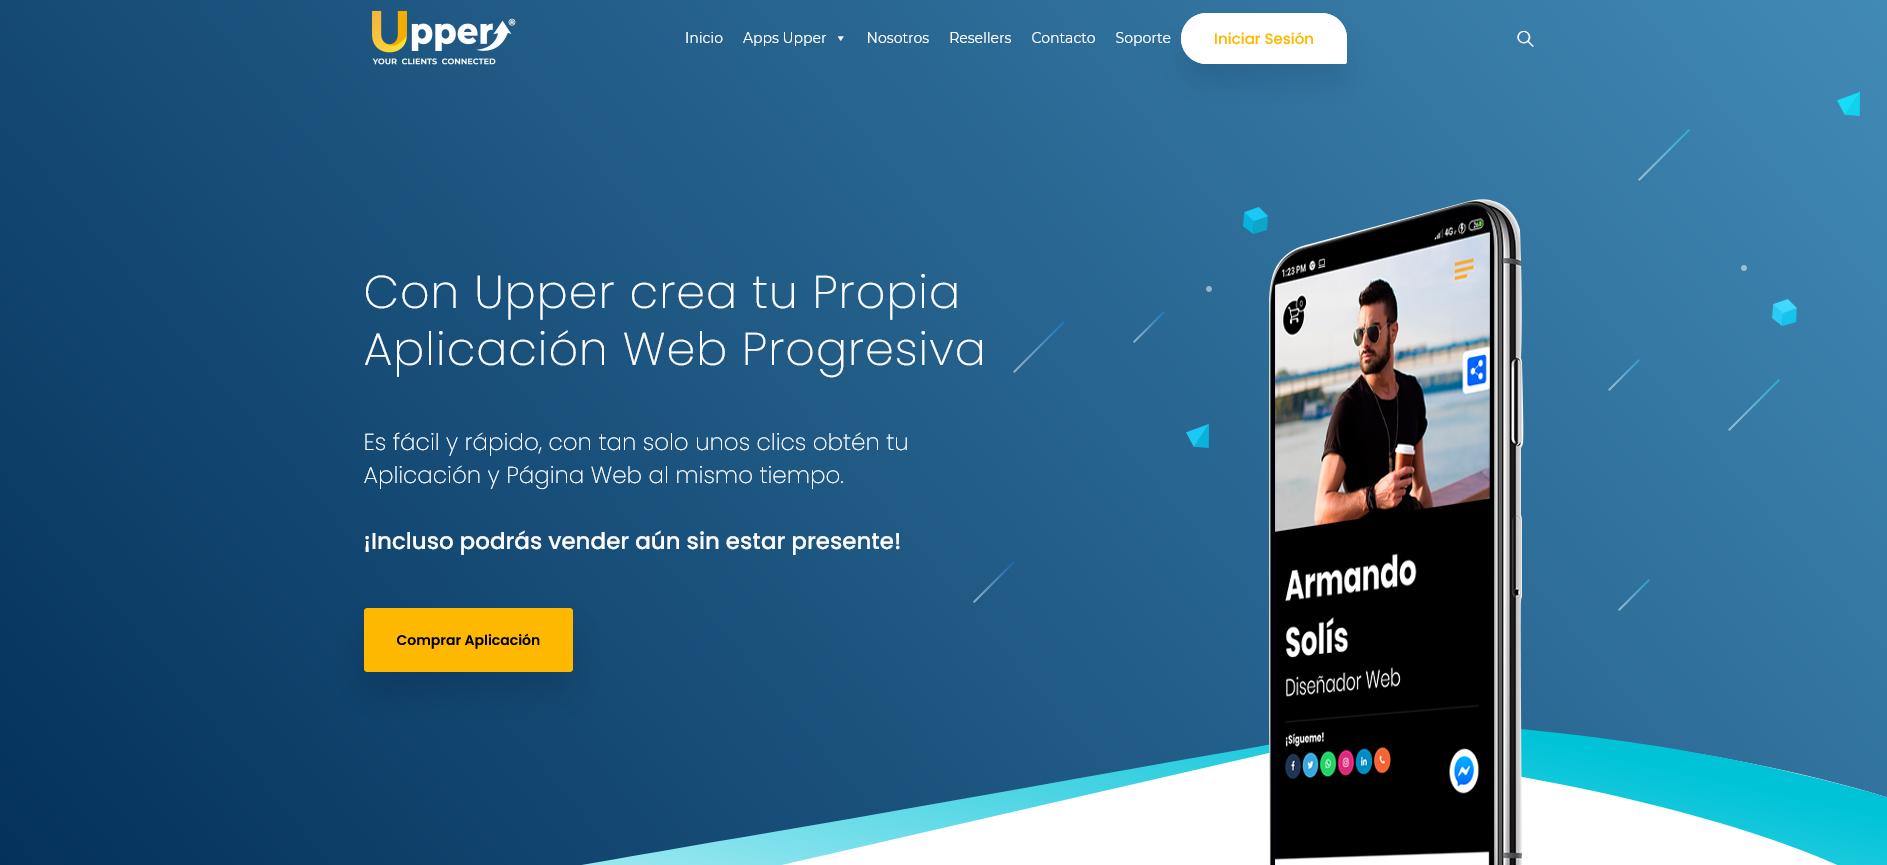 Upper®
YOUR CLIENTS CONNECTED
Inicio
Apps Upper
Nosotros
Resellers
Contacto
Soporte
Iniciar Sesión
Con Upper crea tu Propia
Aplicación Web Progresiva
Es fácil y rápido, con tan solo unos clics obtén tu
Aplicación y Página Web al mismo tiempo.
¡Incluso podrás vender aún sin estar presente!
Comprar Aplicación
1:23 PM
4G
0
Armando
Solís
Diseñador Web
¡Sígueme!